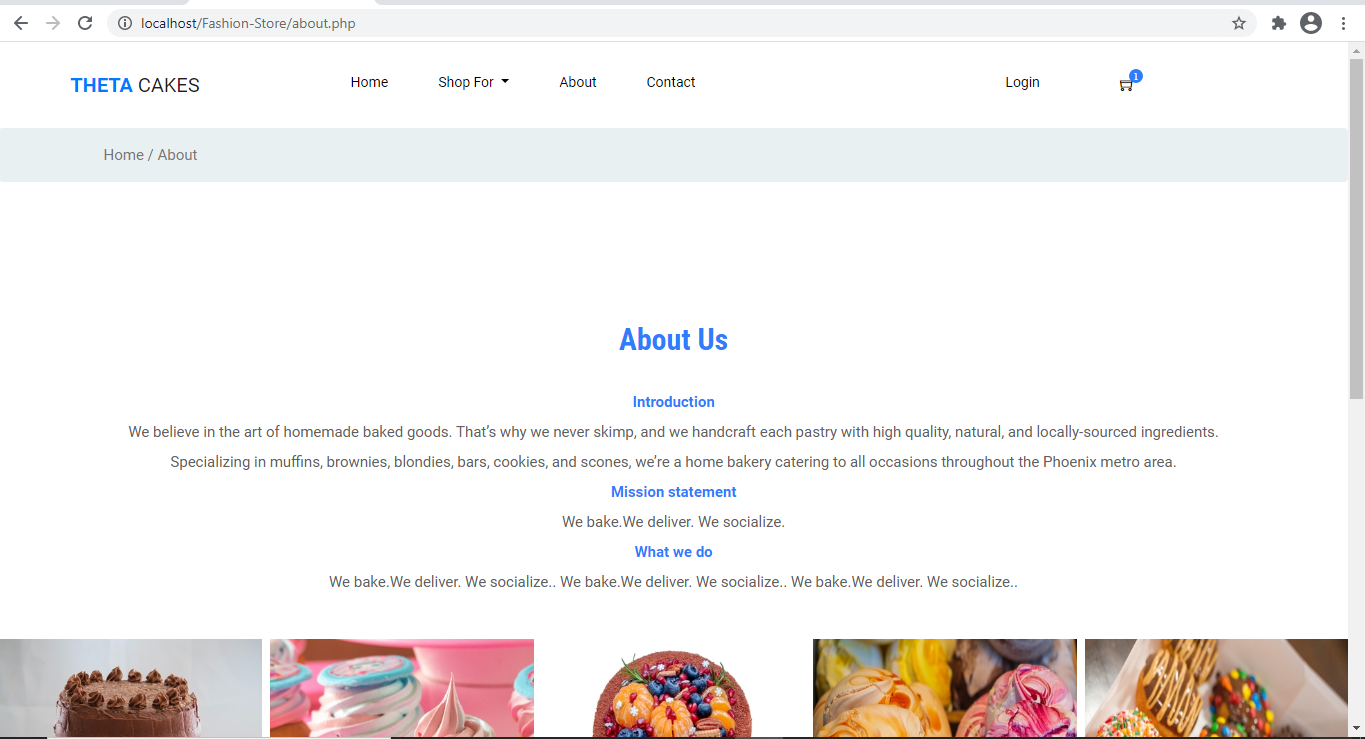 localhost/Fashion-Store/about.php
THETA CAKES Home Shop For About Contact Login 1
Home / About
About Us
Introduction
We believe in the art of homemade baked goods. That’s why we never skimp, and we handcraft each pastry with high quality, natural, and locally-sourced ingredients.
Specializing in muffins, brownies, blondies, bars, cookies, and scones, we’re a home bakery catering to all occasions throughout the Phoenix metro area.
Mission statement
We bake.We deliver. We socialize.
What we do
We bake.We deliver. We socialize.. We bake.We deliver. We socialize.. We bake.We deliver. We socialize..